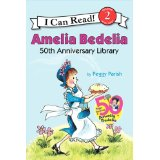 I Can Read!
2
Amelia Bedelia
50th Anniversary Library
by Peggy Parish
50